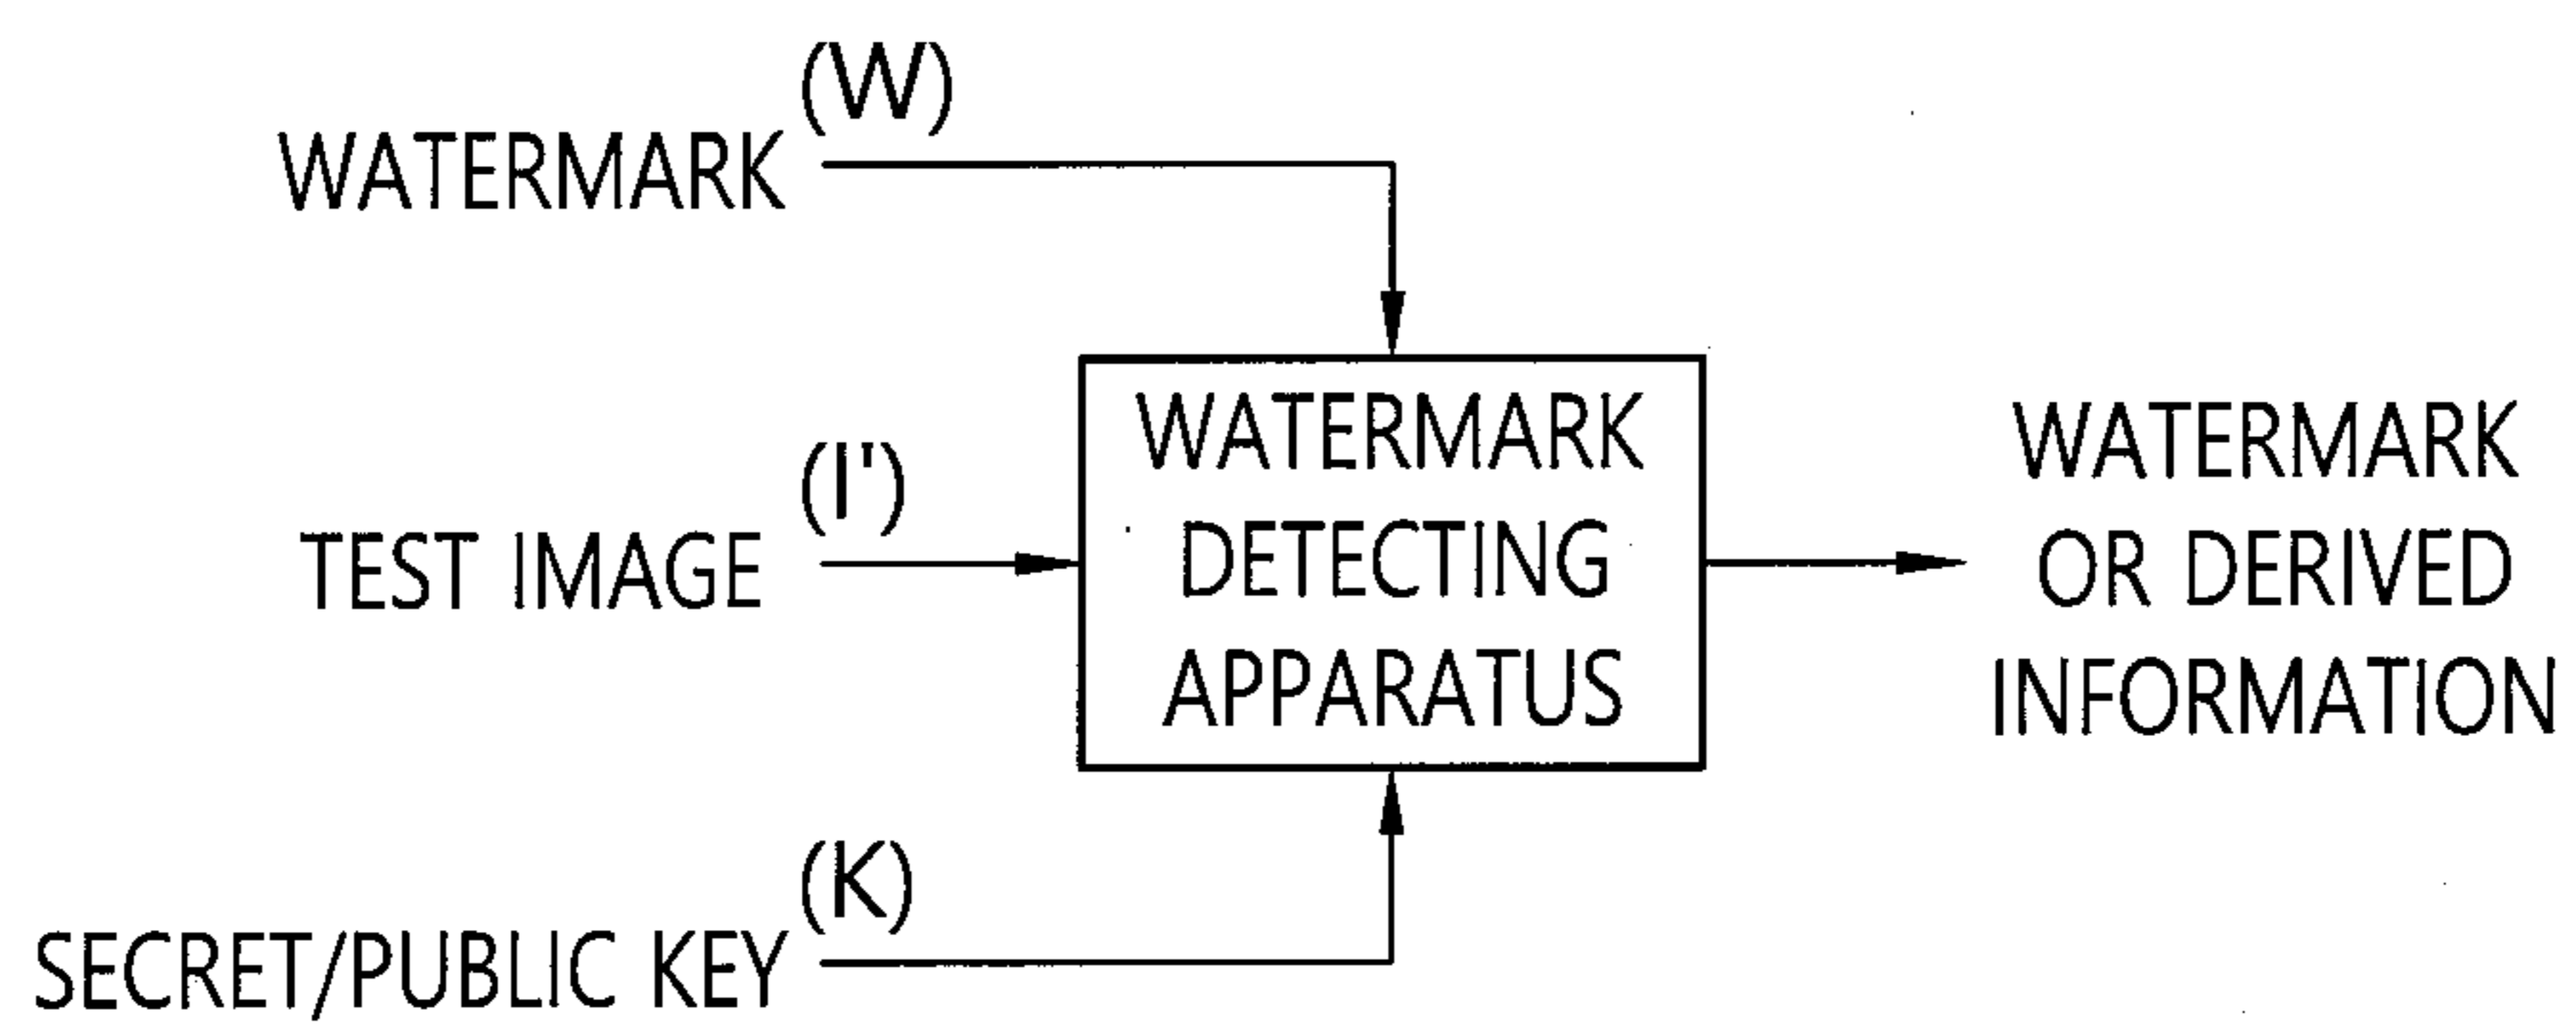 (W)
WATERMARK
(I')
TEST IMAGE
WATERMARK
DETECTING
APPARATUS
WATERMARK
OR DERIVED
INFORMATION
(K)
SECRET/PUBLIC KEY